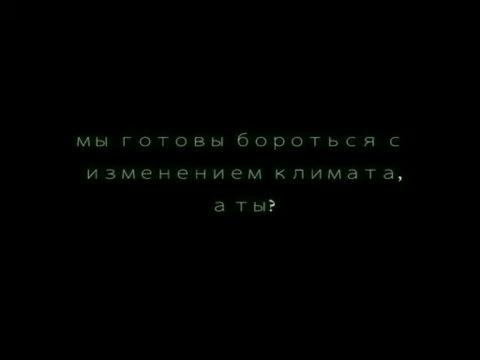 мы готовы бороться с
изменением климата,
а ты?